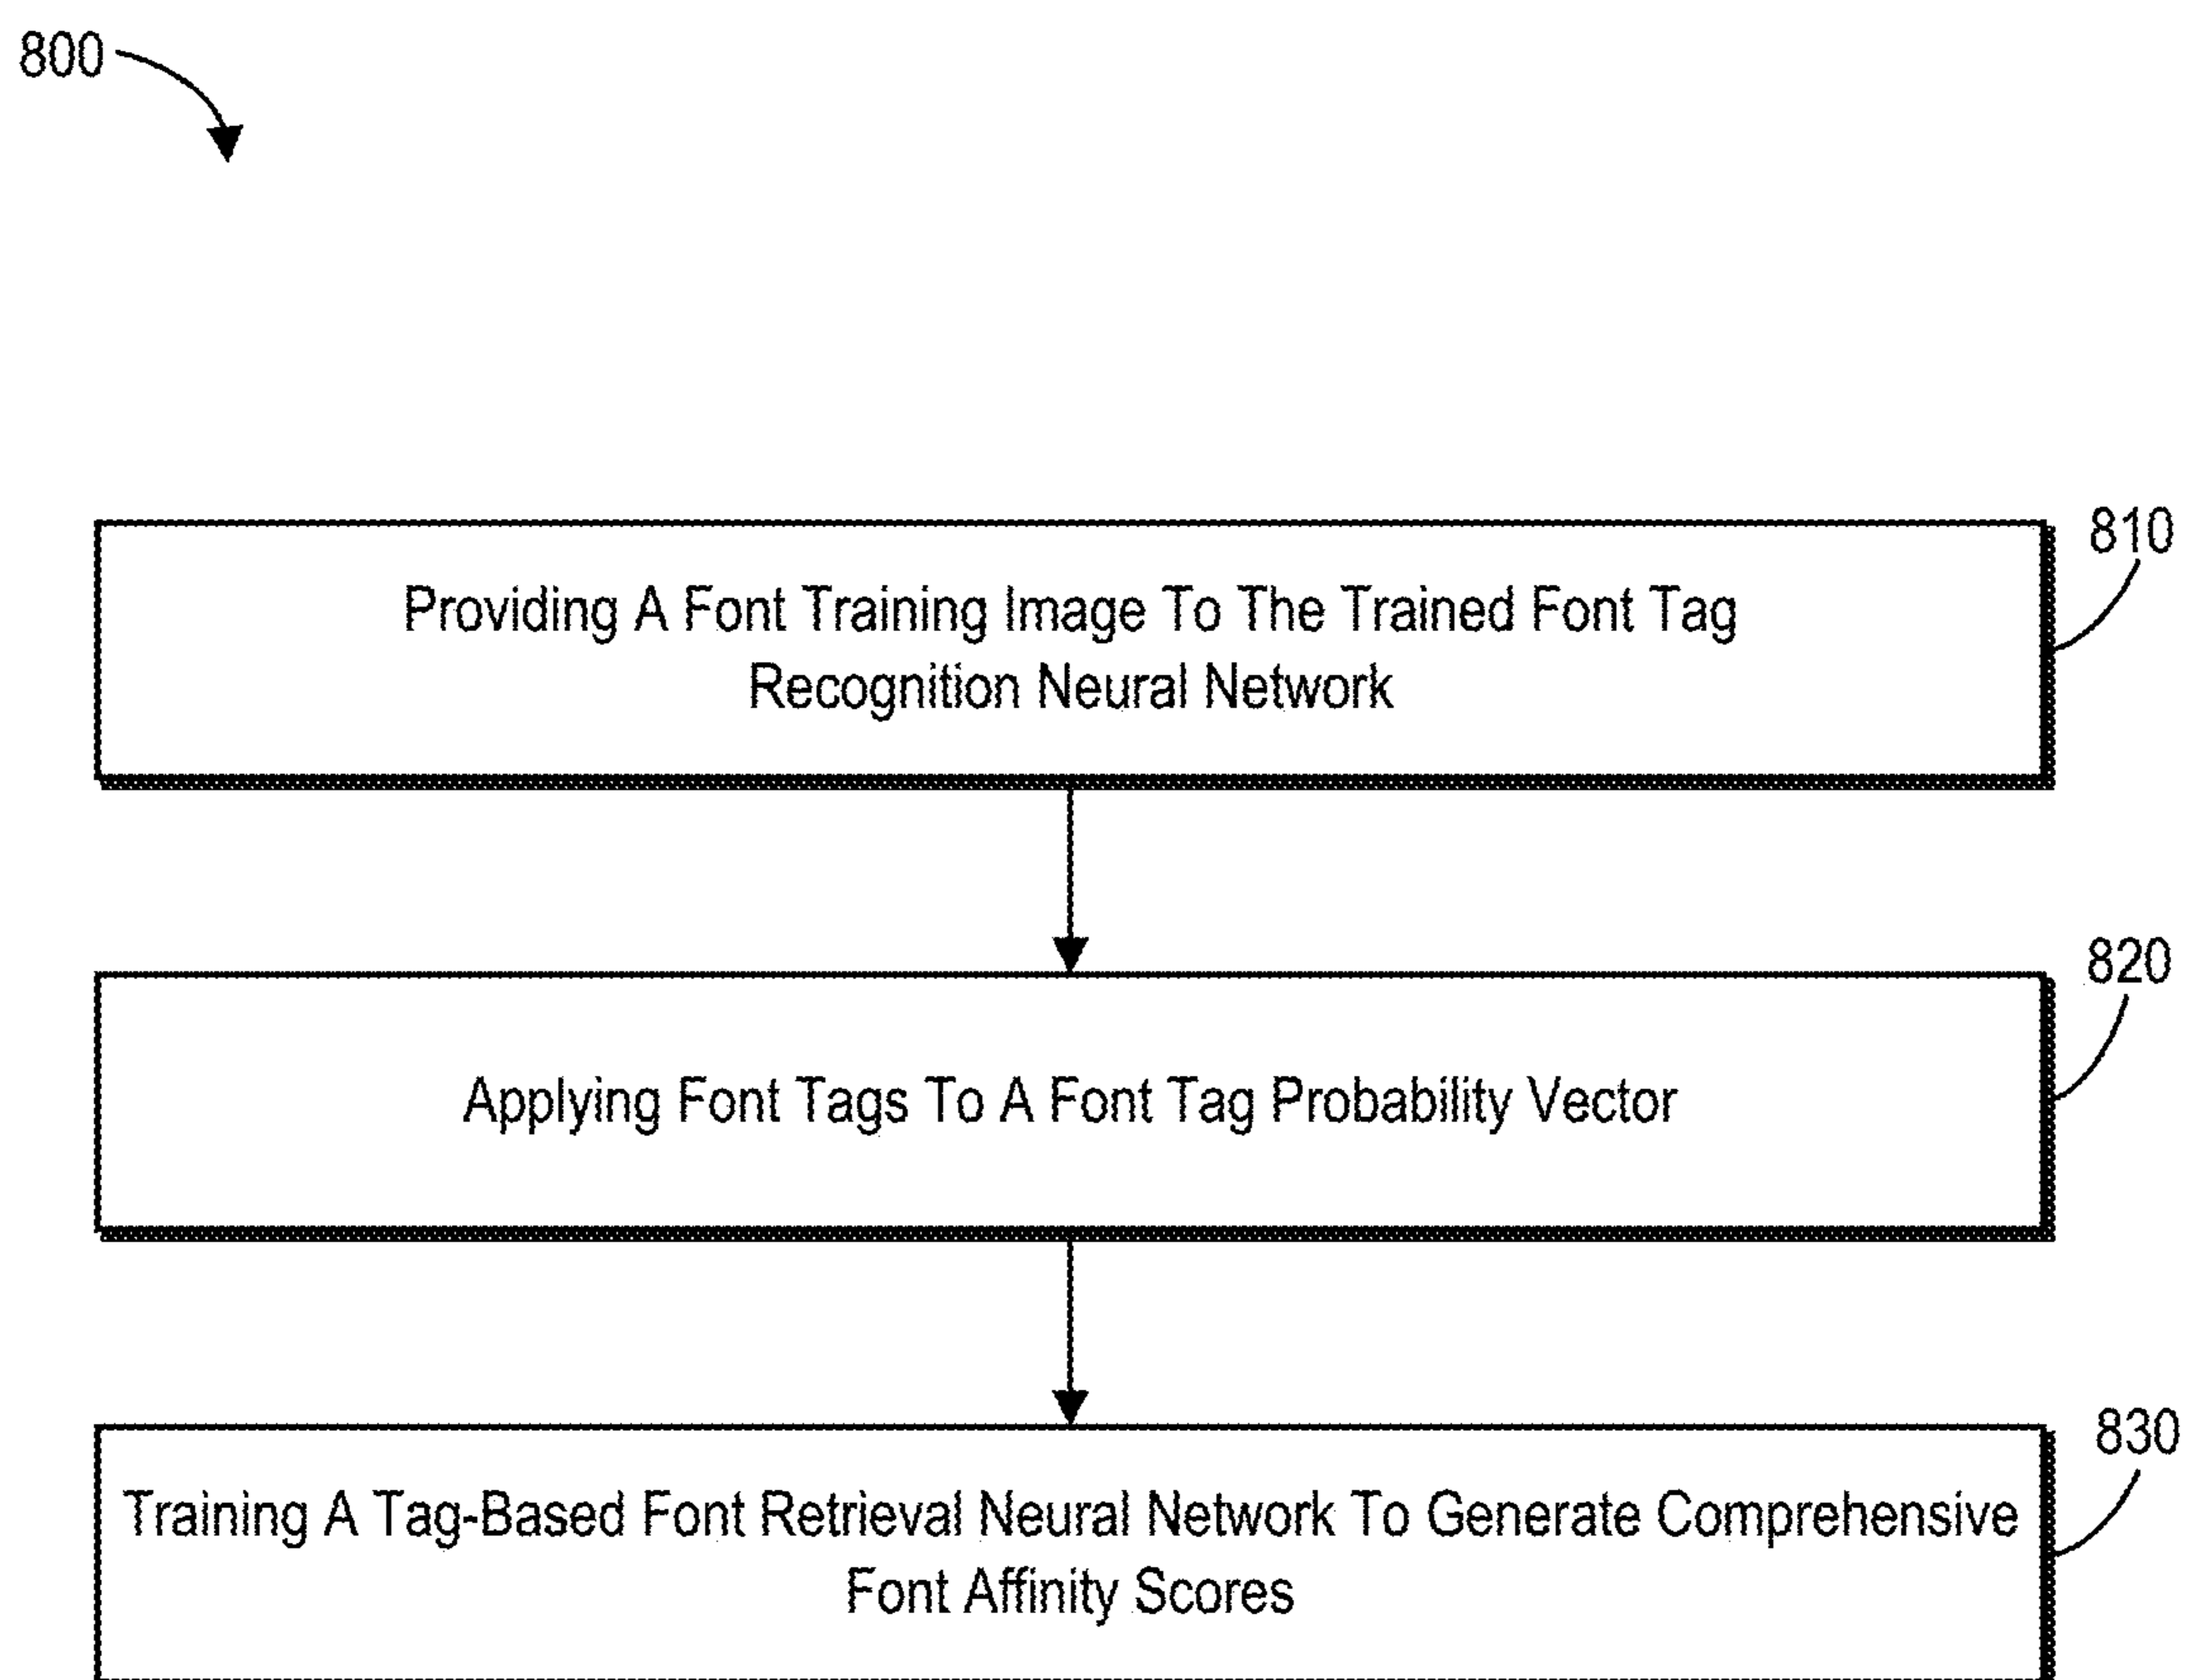 800
810
Providing A Font Training Image To The Trained Font Tag
Recognition Neural Network
820
Applying Font Tags To A Font Tag Probability Vector
830
Training A Tag-Based Font Retrieval Neural Network To Generate Comprehensive
Font Affinity Scores